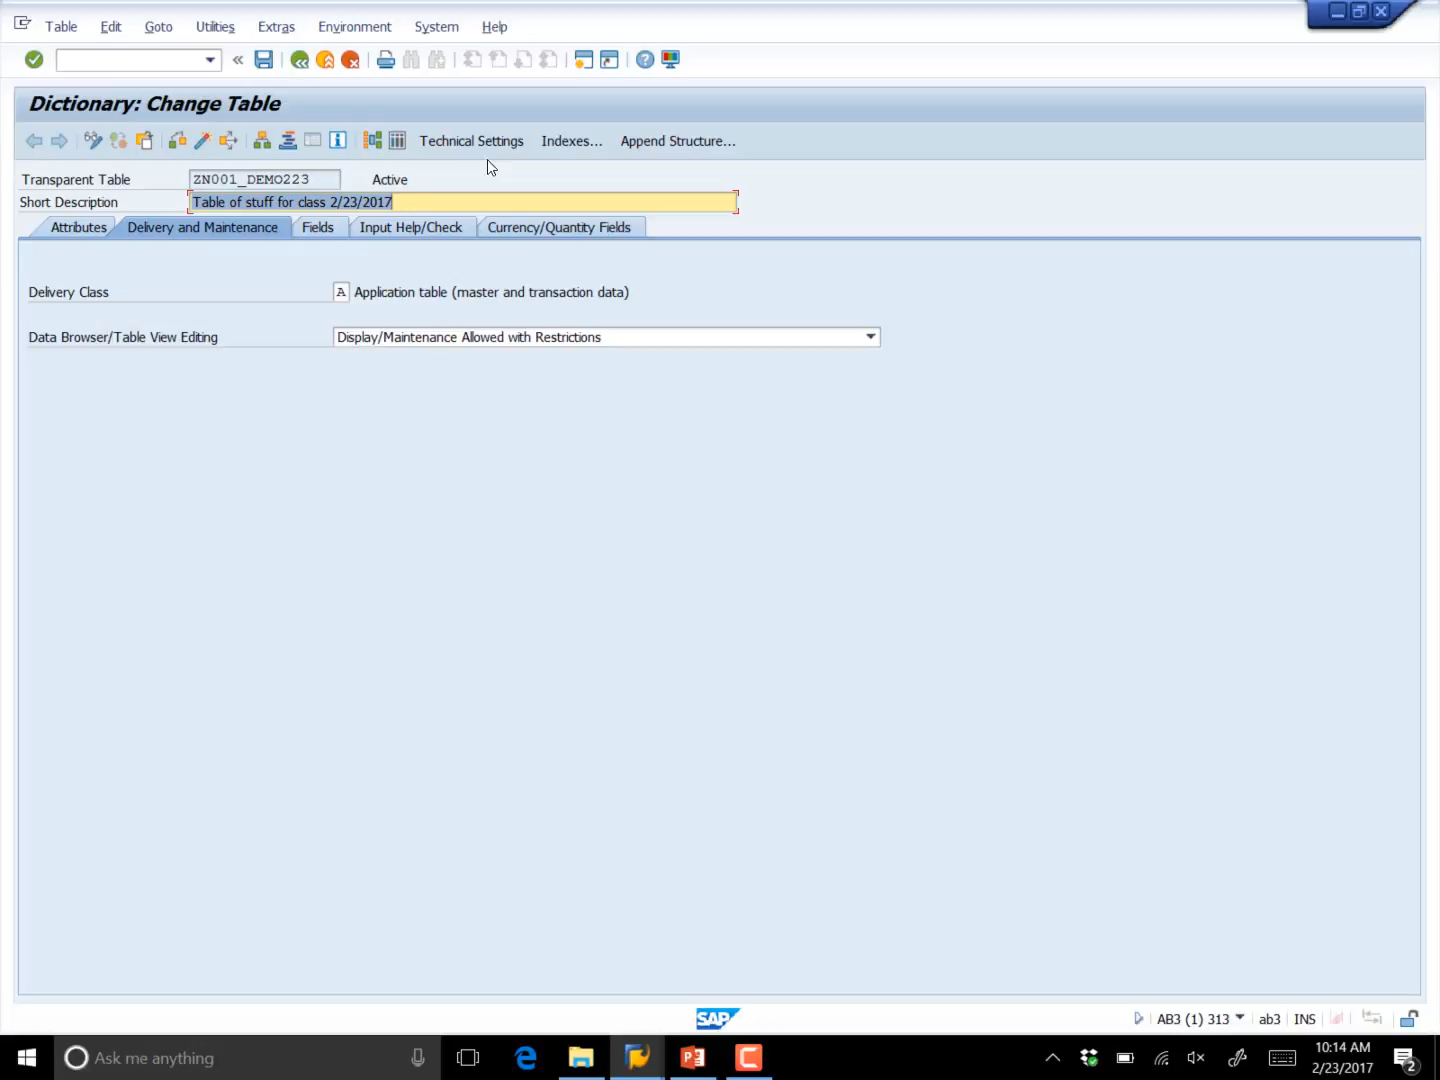 Table Edit Goto Utilities Extras Environment System Help
Dictionary: Change Table
Technical Settings Indexes... Append Structure...
Transparent Table ZN001_DEMO223 Active
Short Description Table of stuff for class 2/23/2017
Attributes Delivery and Maintenance Fields Input Help/Check Currency/Quantity Fields
Delivery Class A Application table (master and transaction data)
Data Browser/Table View Editing Display/Maintenance Allowed with Restrictions
SAP AB3 (1) 313 ab3 INS
Ask me anything
10:14 AM
2/23/2017
2